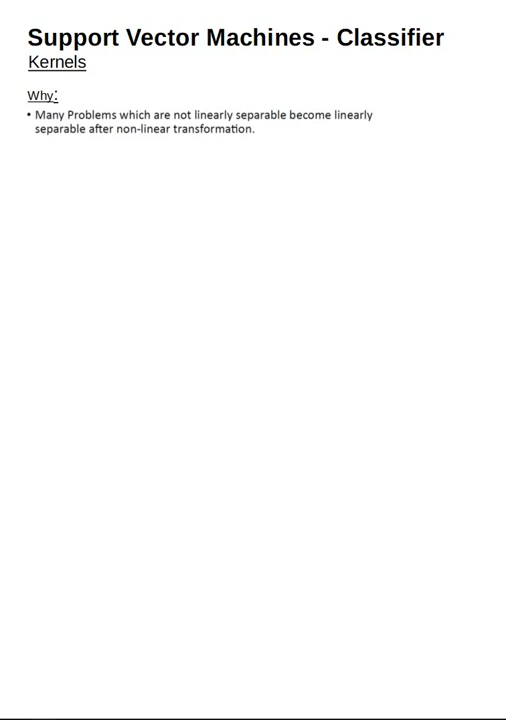 Support Vector Machines - Classifier
Kernels
Why:
• Many Problems which are not linearly separable become linearly
separable after non-linear transformation.